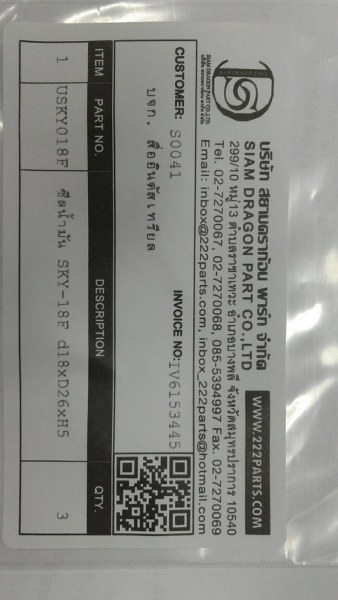 บริษัท สยามดราก้อน พาร์ท จำกัด
SIAM DRAGON PART CO.,LTD
WWW.222PARTS.COM
299/10 หมู่13 ตำบลราชาเทวะ อำเภอบางพลี จังหวัดสมุทรปราการ 10540
Tel. 02-7270067, 02-7270068, 085-5394997 Fax. 02-7270069
Email: inbox@222parts.com, inbox_222parts@hotmail.com
SIAM DRAGON PART CO.,LTD.
บริษัท สยามดราก้อน พาร์ท จำกัด
CUSTOMER: S0041 INVOICE NO: IV6153445
บจก. สื่ออินดัสเทรียล
ITEM PART NO. DESCRIPTION QTY.
1 USKY018F ซีลน้ำมัน SKY-18F d18xD26xH5 3